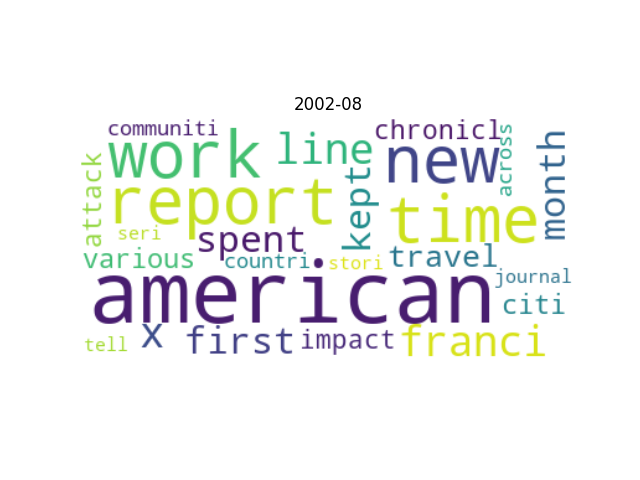 2002-08
communiti
chronicl
work
line
new
across
month
attack
report
kept
time
seri
spent
various
countri
stori
travel
american
journal
citi
tell
x
first
impact
franci